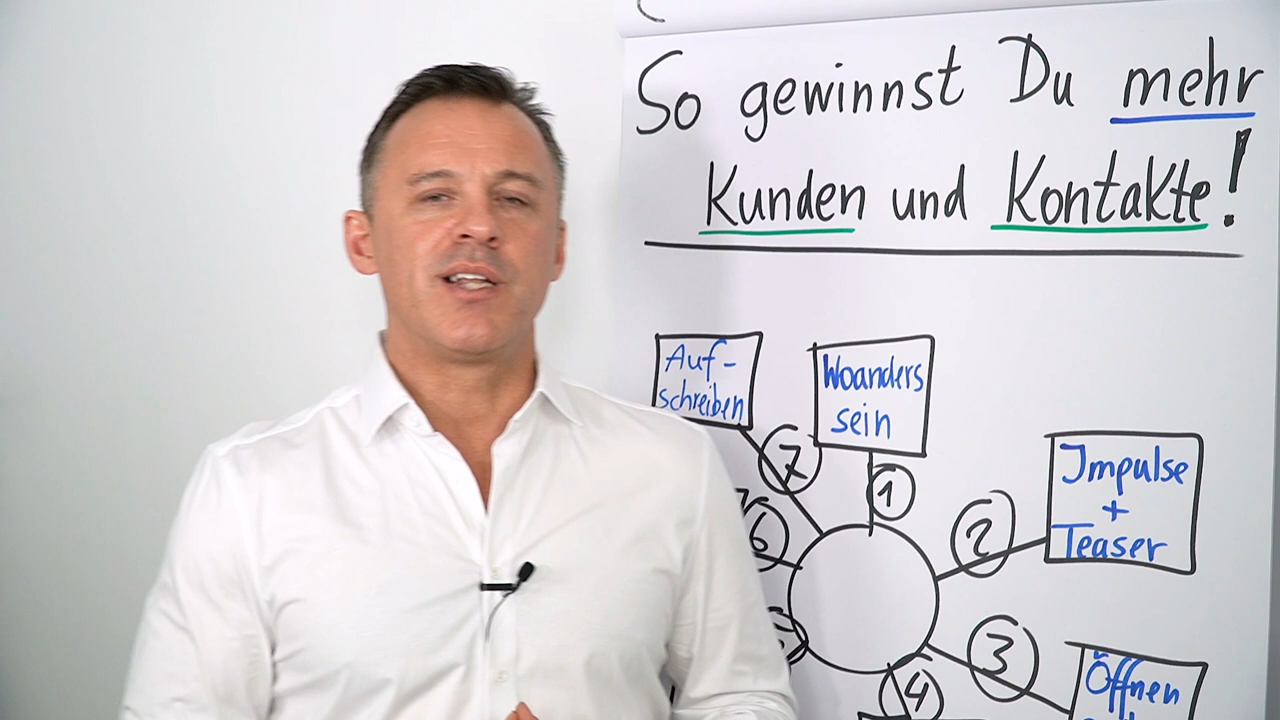 So gewinnst Du mehr
Kunden und Kontakte!
Auf-
schreiben
Woanders
sein
Impulse
+
Teaser
Öffnen
7
1
6
2
3
4